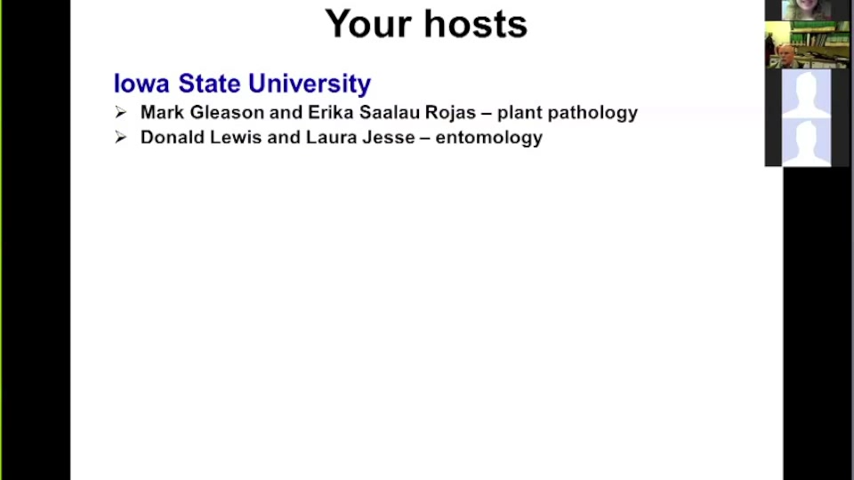 Your hosts
Iowa State University
➢ Mark Gleason and Erika Saalau Rojas – plant pathology
➢ Donald Lewis and Laura Jesse – entomology